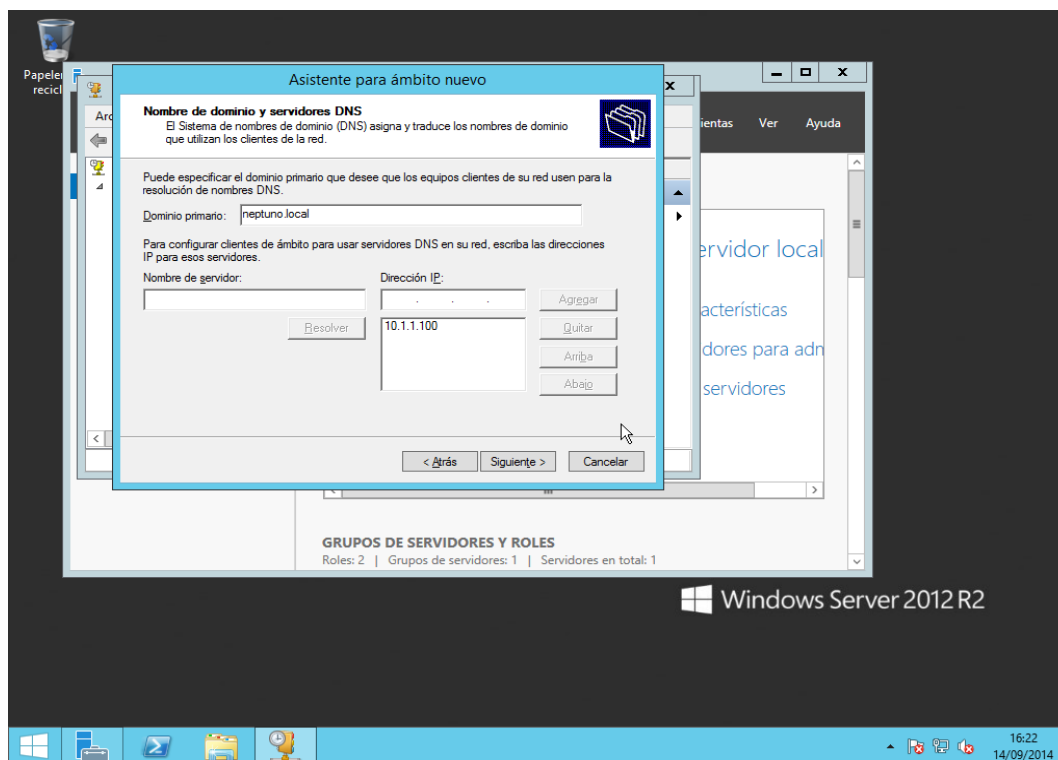 Papeler
recicl
Asistente para ámbito nuevo
x
x
Arc
ientas Ver Ayuda
Nombre de dominio y servidores DNS
El Sistema de nombres de dominio (DNS) asigna y traduce los nombres de dominio
que utilizan los clientes de la red.
Puede especificar el dominio primario que desee que los equipos clientes de su red usen para la
resolución de nombres DNS.
Dominio primario: neptuno.local
Para configurar clientes de ámbito para usar servidores DNS en su red, escriba las direcciones
IP para esos servidores.
Nombre de servidor: Dirección IP:
. . . Agregar
Resolver 10.1.1.100 Quitar
Arriba
Abajo
< Atrás Siguiente > Cancelar
ervidor local
acterísticas
dores para adn
servidores
GRUPOS DE SERVIDORES Y ROLES
Roles: 2 | Grupos de servidores: 1 | Servidores en total: 1
Windows Server 2012 R2
16:22
14/09/2014